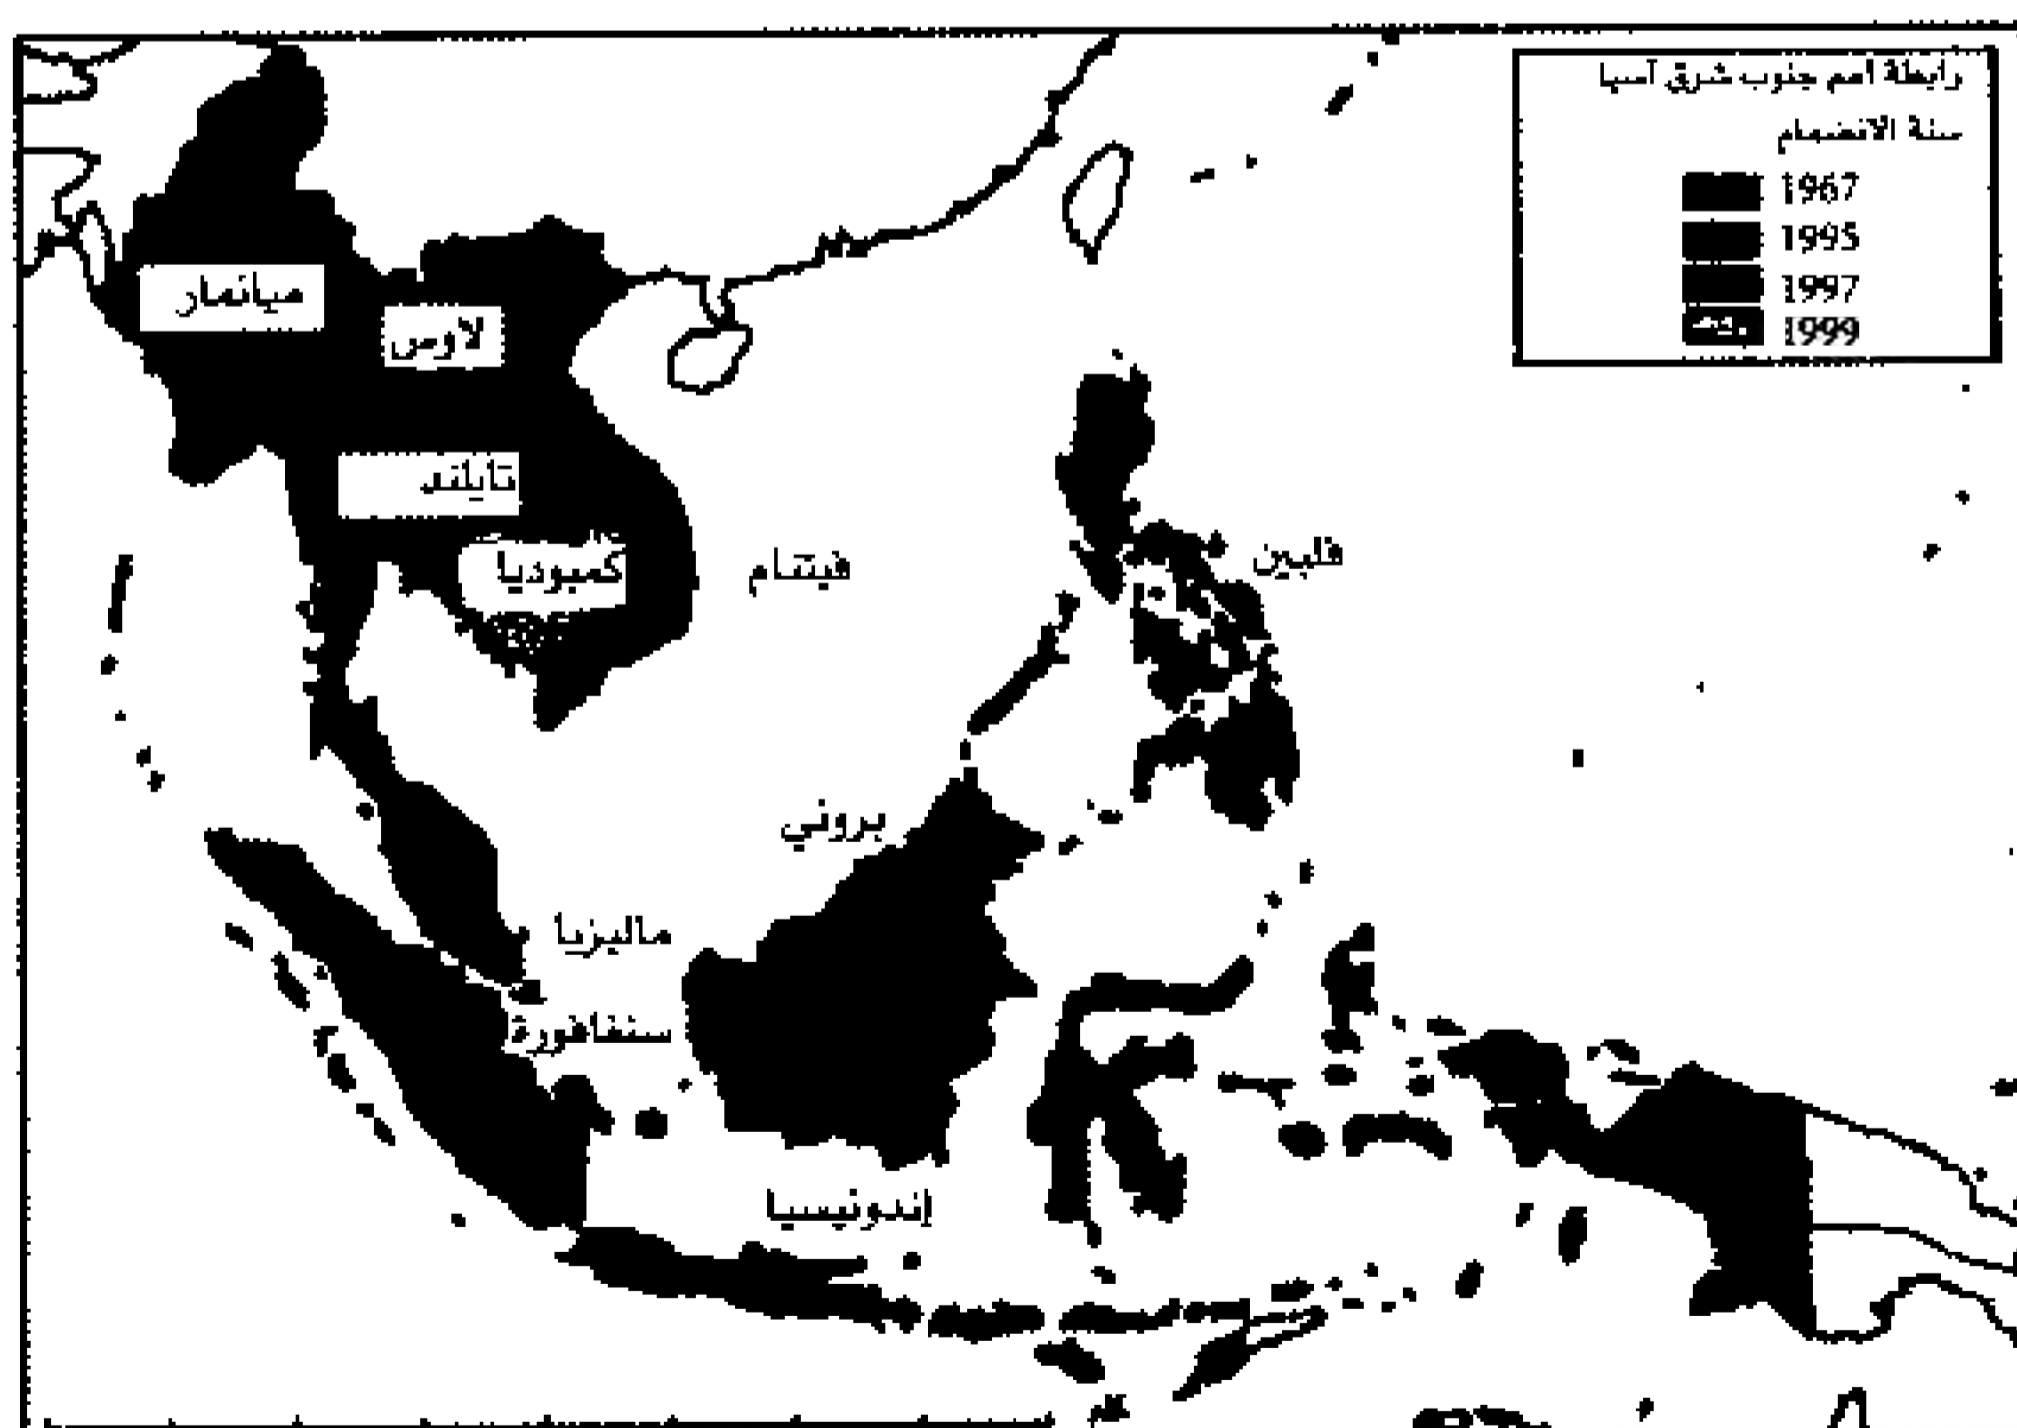 رابطة أمم جنوب شرق آسيا
سنة الانضمام
1967
1995
1997
1999
ميانمار
لاوس
تايلند
كمبوديا
فيتنام
فلبين
بروني
ماليزيا
سنغافورة
إندونيسيا